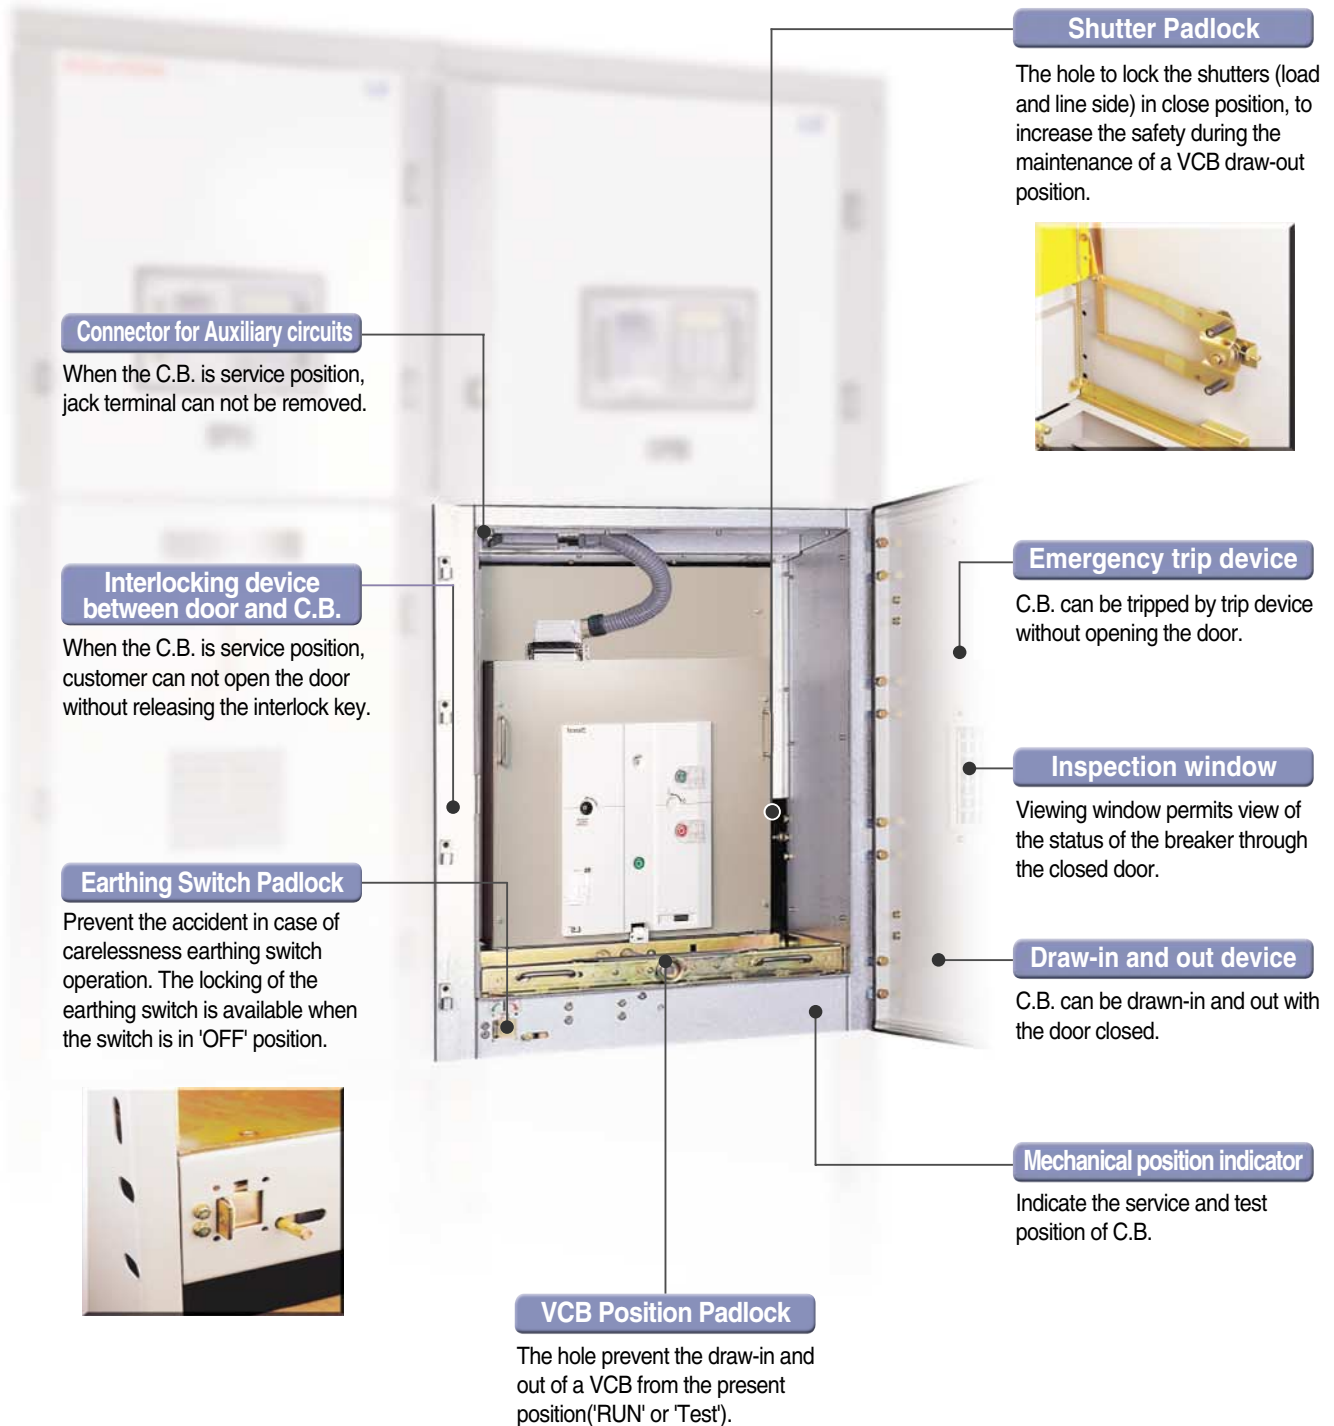 Shutter Padlock
The hole to lock the shutters (load
and line side) in close position, to
increase the safety during the
maintenance of a VCB draw-out
position.
Connector for Auxiliary circuits
When the C.B. is service position,
jack terminal can not be removed.
Interlocking device
between door and C.B.
When the C.B. is service position,
customer can not open the door
without releasing the interlock key.
Earthing Switch Padlock
Prevent the accident in case of
carelessness earthing switch
operation. The locking of the
earthing switch is available when
the switch is in 'OFF' position.
Emergency trip device
C.B. can be tripped by trip device
without opening the door.
Inspection window
Viewing window permits view of
the status of the breaker through
the closed door.
Draw-in and out device
C.B. can be drawn-in and out with
the door closed.
Mechanical position indicator
Indicate the service and test
position of C.B.
VCB Position Padlock
The hole prevent the draw-in and
out of a VCB from the present
position('RUN' or 'Test').